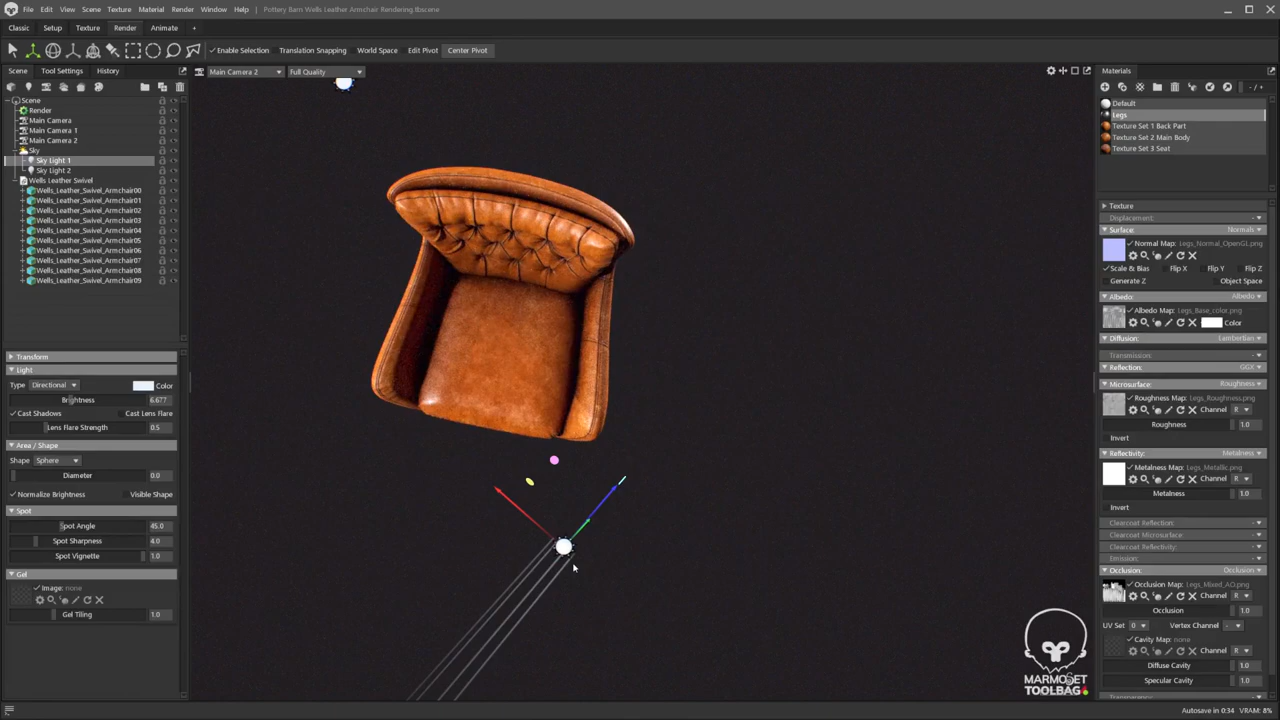 File Edit View Scene Texture Material Render Window Help Pottery Barn Wells Leather Armchair Rendering tbscene
Classic Setup Texture Render Animate +
Enable Selection Translation Snapping World Space Edit Pivot Center Pivot
Scene Tool Settings History
Main Camera 2 Full Quality
Scene
Render
Main Camera
Main Camera 1
Main Camera 2
Sky
Sky Light 1
Sky Light 2
Wells Leather Swivel
Wells_Leather_Swivel_Armchair00
Wells_Leather_Swivel_Armchair01
Wells_Leather_Swivel_Armchair02
Wells_Leather_Swivel_Armchair03
Wells_Leather_Swivel_Armchair04
Wells_Leather_Swivel_Armchair05
Wells_Leather_Swivel_Armchair06
Wells_Leather_Swivel_Armchair07
Wells_Leather_Swivel_Armchair08
Wells_Leather_Swivel_Armchair09
Transform
Light
Type Directional Color
Brightness 6.677
Cast Shadows Cast Lens Flare
Lens Flare Strength 0.5
Area / Shape
Shape Sphere
Diameter 0.0
Normalize Brightness Visible Shape
Spot
Spot Angle 45.0
Spot Sharpness 4.0
Spot Vignette 1.0
Gel
Image: none
Gel Tiling 1.0
Materials
- / +
Default
Legs
Texture Set 1 Back Part
Texture Set 2 Main Body
Texture Set 3 Seat
Texture
Displacement:
Surface: Normals
Normal Map: Legs_Normal_OpenGL.png
Scale & Bias Flip X Flip Y Flip Z
Generate Z Object Space
Albedo: Albedo
Albedo Map: Legs_Base_color.png
Color
Diffusion: Lambertian
Transmission:
Reflection: GGX
Microsurface: Roughness
Roughness Map: Legs_Roughness.png
Channel R
Roughness 1.0
Invert
Reflectivity: Metalness
Metalness Map: Legs_Metallic.png
Channel R
Metalness 1.0
Invert
Clearcoat Reflection:
Clearcoat Microsurface:
Clearcoat Reflectivity:
Emission:
Occlusion: Occlusion
Occlusion Map: Legs_Mixed_AO.png
Channel R
Occlusion 1.0
UV Set 0 Vertex Channel -
Cavity Map: none
Channel R
Diffuse Cavity 1.0
Specular Cavity 1.0
Transparency:
MARMOSET
TOOLBAG
Autosave in 0:34 VRAM: 8%